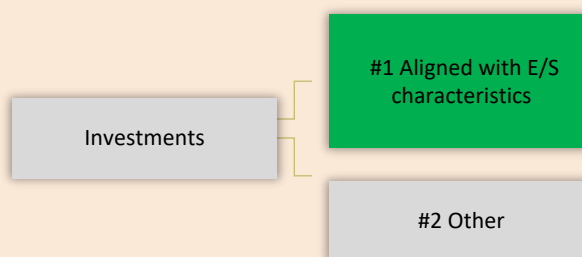 #1 Aligned with E/S
characteristics
Investments
#2 Other